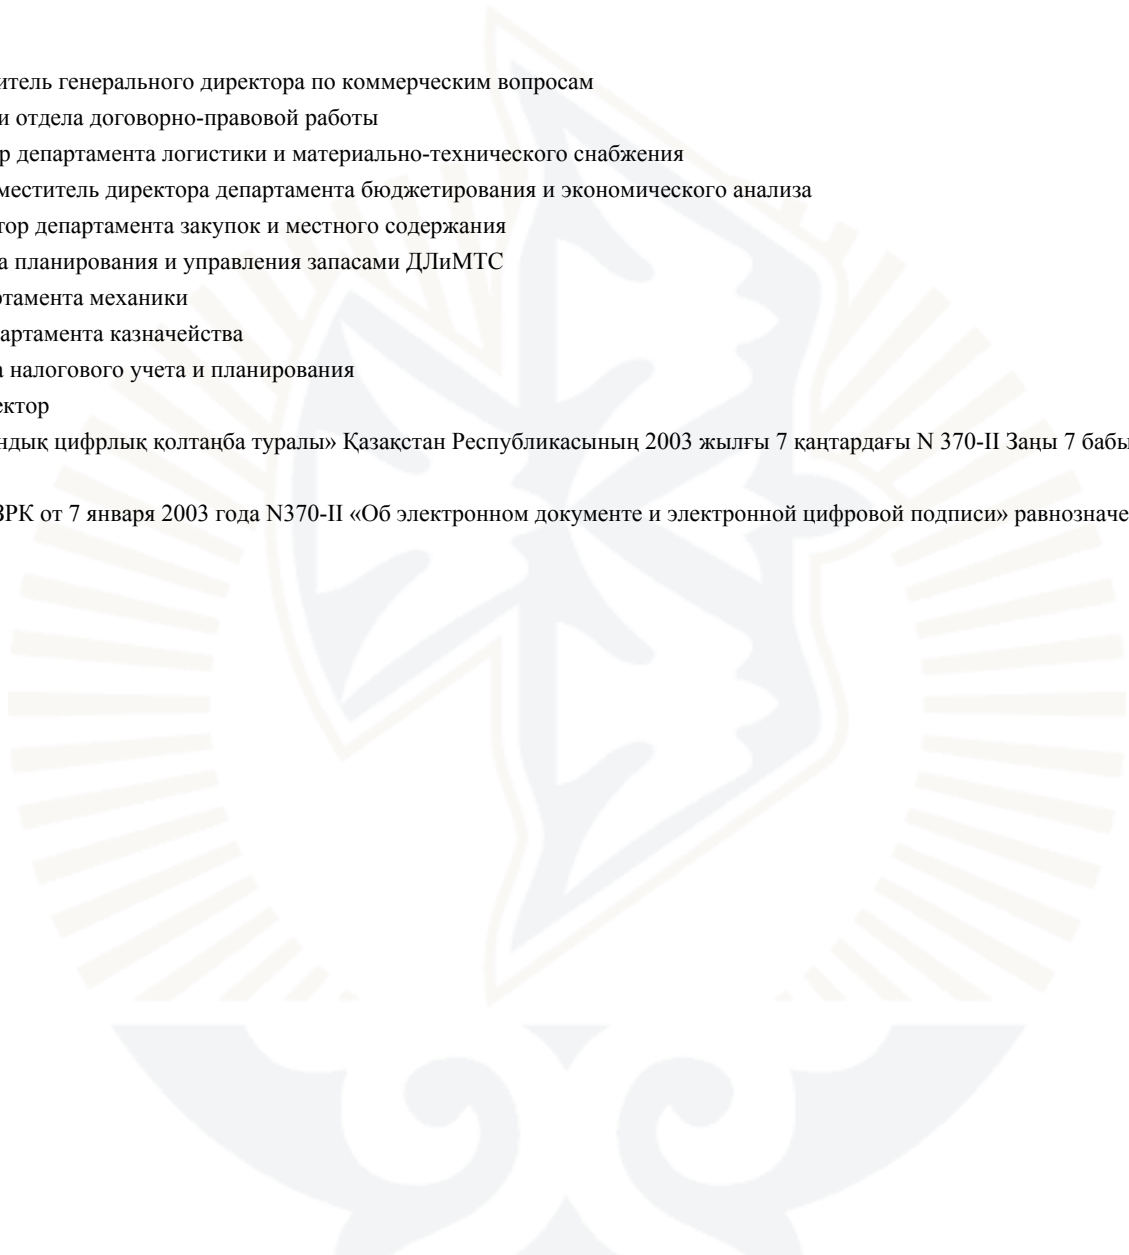 итель генерального директора по коммерческим вопросам
и отдела договорно-правовой работы
р департамента логистики и материально-технического снабжения
меститель директора департамента бюджетирования и экономического анализа
тор департамента закупок и местного содержания
а планирования и управления запасами ДЛиМТС
ртамента механики
артамента казначейства
а налогового учета и планирования
ектор
ндық цифрлық қолтаңба туралы» Қазақстан Республикасының 2003 жылғы 7 қаңтардағы N 370-II Заңы 7 бабы
ЗРК от 7 января 2003 года N370-II «Об электронном документе и электронной цифровой подписи» равнозначе